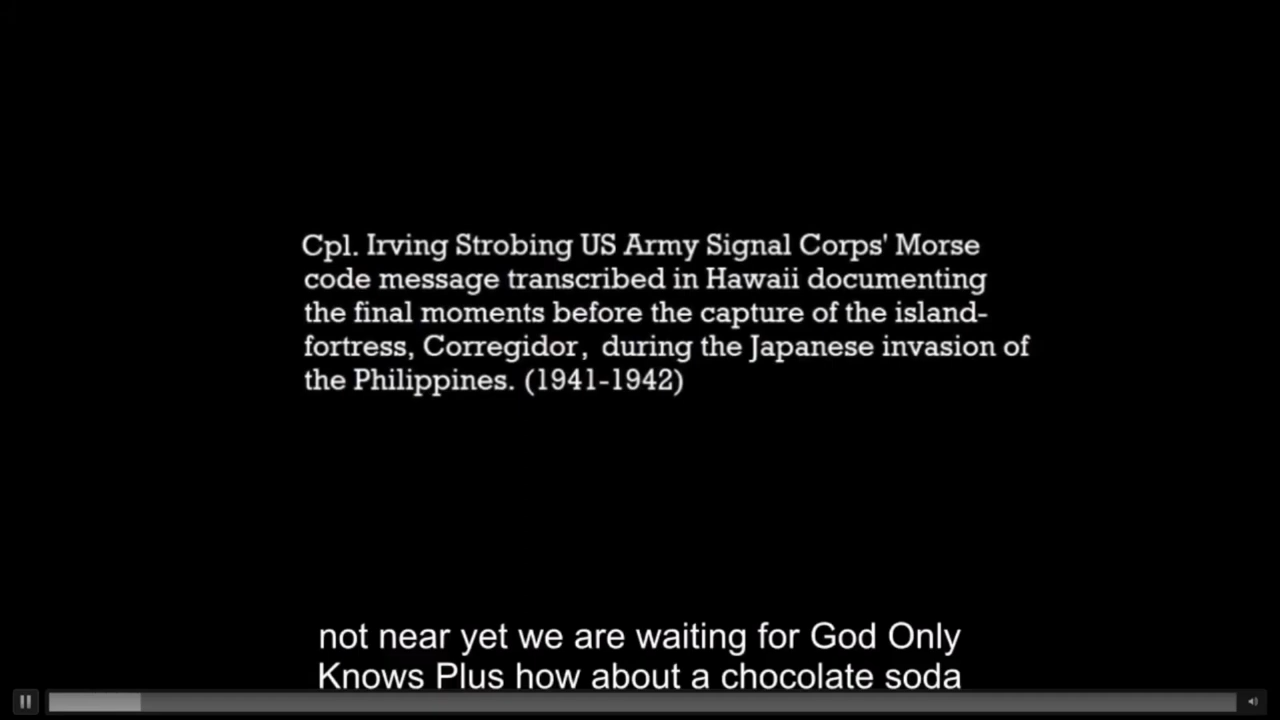 Cpl. Irving Strobing US Army Signal Corps' Morse
code message transcribed in Hawaii documenting
the final moments before the capture of the island-
fortress, Corregidor, during the Japanese invasion of
the Philippines. (1941-1942)
not near yet we are waiting for God Only
Knows Plus how about a chocolate soda